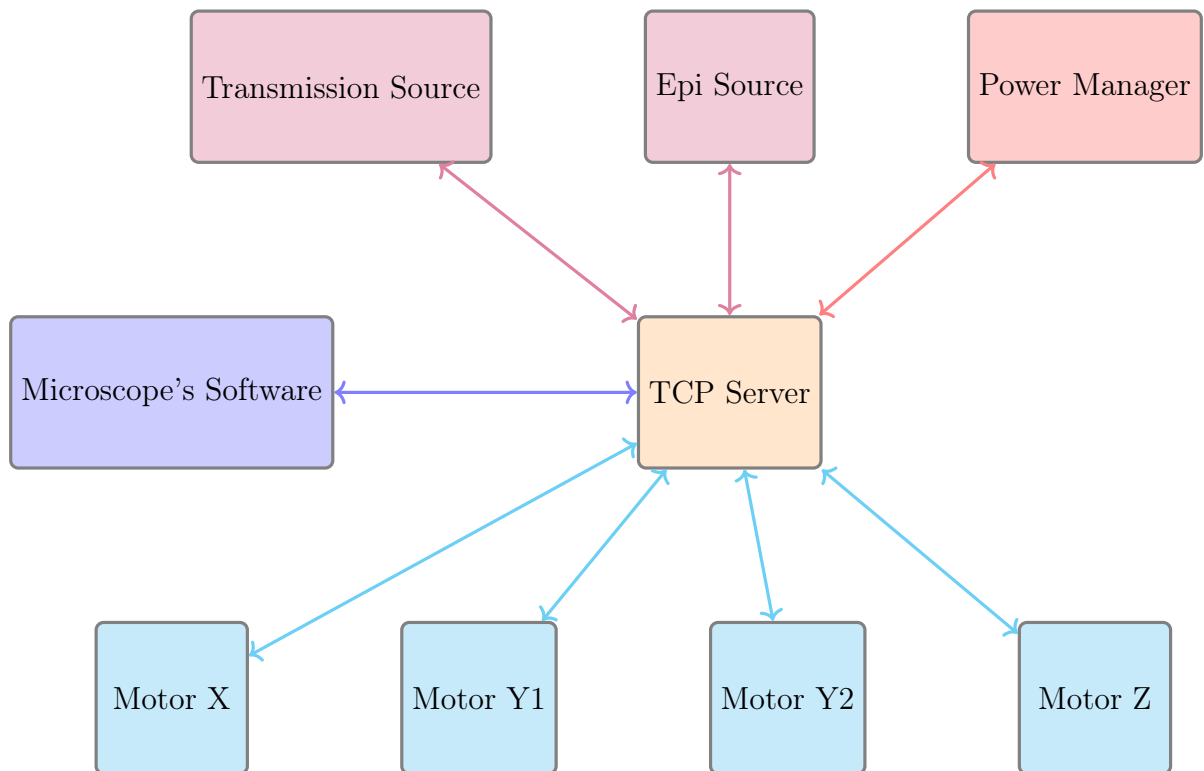 Transmission Source
Epi Source
Power Manager
Microscope's Software
TCP Server
Motor X
Motor Y1
Motor Y2
Motor Z